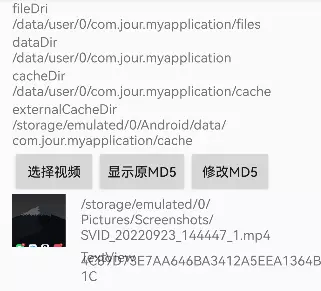 fileDri
/data/user/0/com.jour.myapplication/files
dataDir
/data/user/0/com.jour.myapplication
cacheDir
/data/user/0/com.jour.myapplication/cache
externalCacheDir
/storage/emulated/0/Android/data/
com.jour.myapplication/cache
选择视频 显示原MD5 修改MD5
/storage/emulated/0/
Pictures/Screenshots/
SVID_20220923_144447_1.mp4
TextView
1C